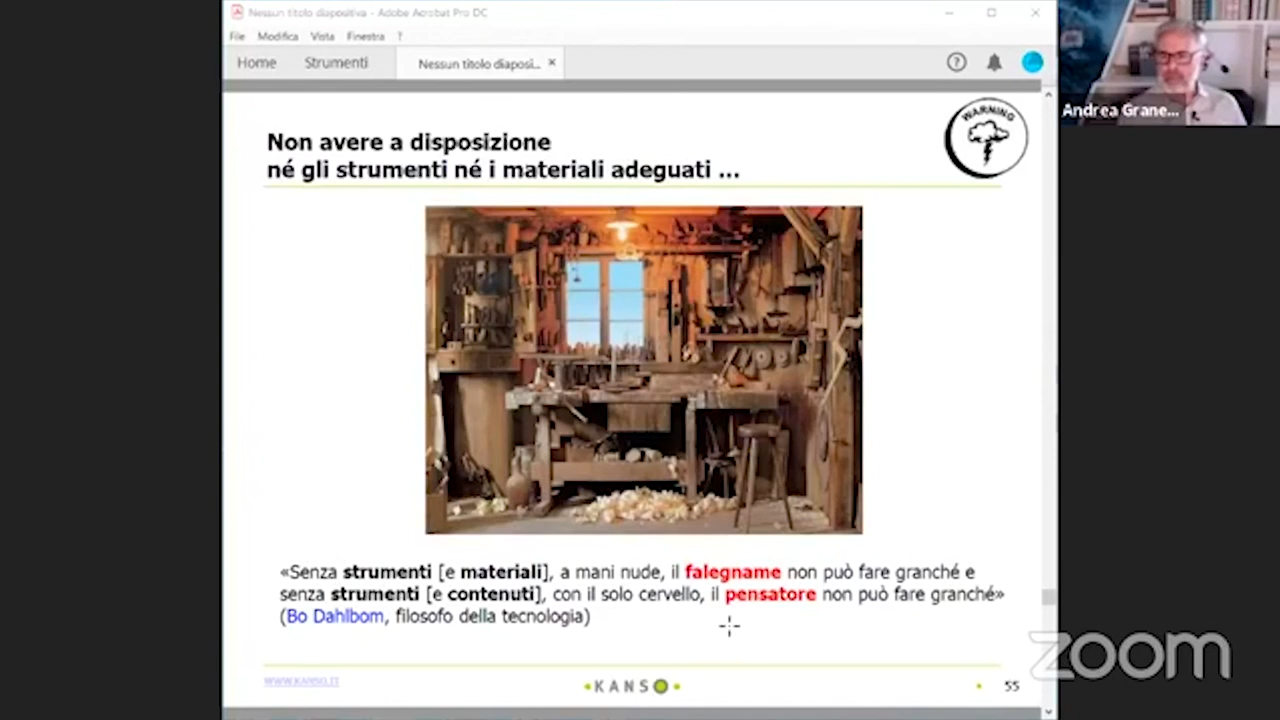 Nessun titolo diapositiva - Adobe Acrobat Pro DC
File Modifica Vista Finestra ?
Home Strumenti Nessun titolo diaposi... ×
Andrea Grane...
WARNING
Non avere a disposizione
né gli strumenti né i materiali adeguati ...
«Senza strumenti [e materiali], a mani nude, il falegname non può fare granché e
senza strumenti [e contenuti], con il solo cervello, il pensatore non può fare granché»
(Bo Dahlbom, filosofo della tecnologia)
WWW.KANSO.IT
KANSO
55
zoom